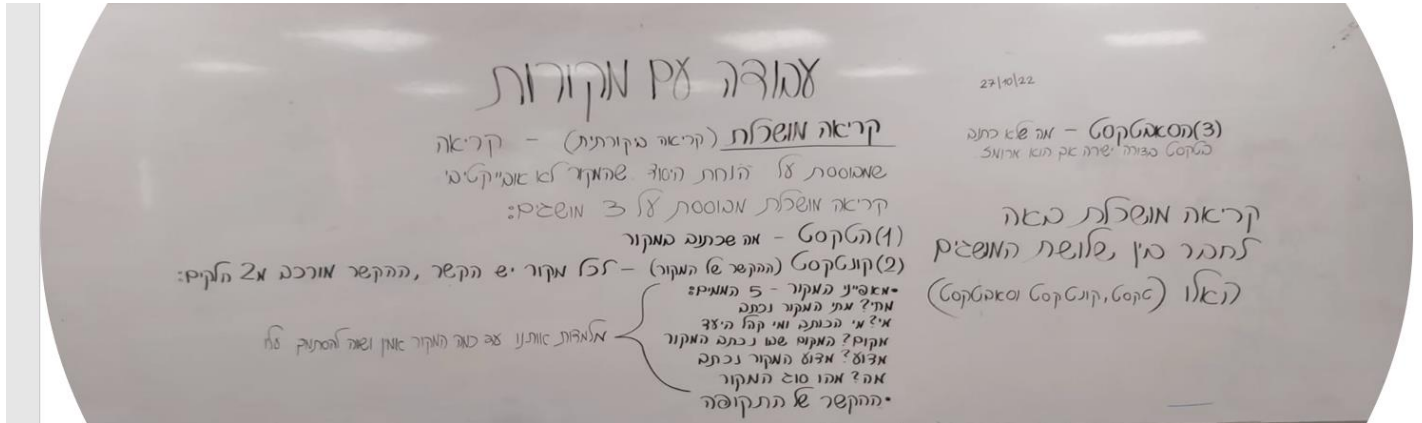 27/10/22
עבודה עם מקורות
קריאה מושכלת (קריאה ביקורתית) – קריאה
שמבוססת על הנחת היסוד שהמקור לא אובייקטיבי
קריאה מושכלת מבוססת על 3 מושגים:
(1) הטקסט – מה שכתוב במקור
(2) קונטקסט (ההקשר של המקור) – לכל מקור יש הקשר, ההקשר מורכב מ2 חלקים:
•מאפייני המקור – 5 הממים:
מתי? מתי המקור נכתב
מי? מי הכותב ומי קהל היעד
מקום? המקום שבו נכתב המקור
מדוע? מדוע המקור נכתב
מה? מהו סוג המקור
•ההקשר של התקופה
מלמדות אותנו עד כמה המקור אמין ושווה להסתמך עליו
(3) הסאבטקסט – מה שלא כתוב
בטקסט בצורה ישירה אך הוא מרומז
קריאה מושכלת באה
לחבר בין שלושת המושגים
האלו (טקסט, קונטקסט וסאבטקסט)